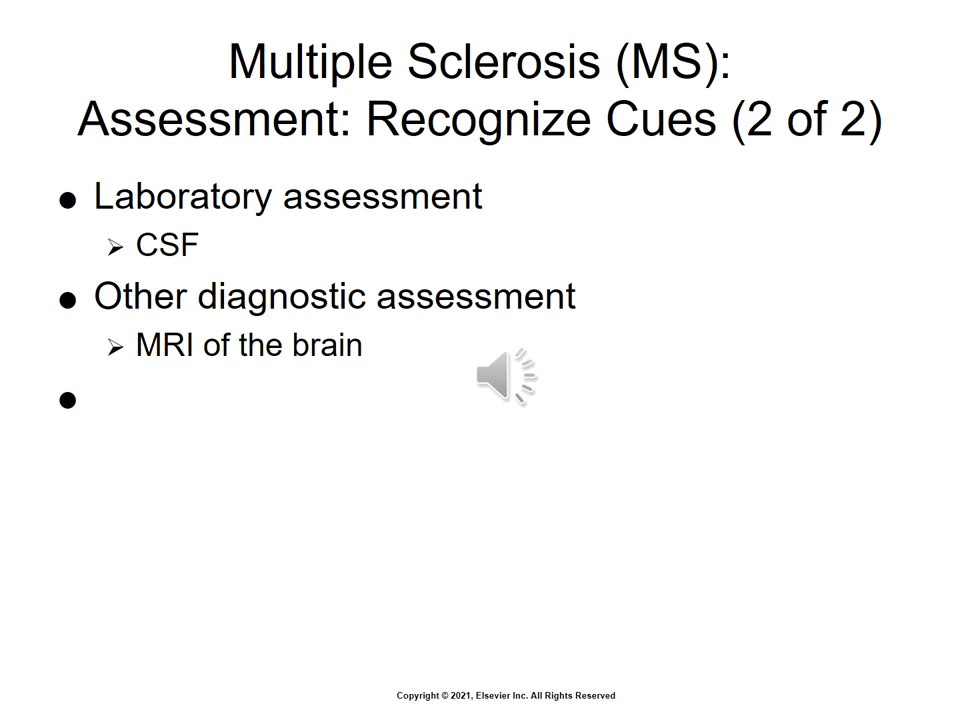 Multiple Sclerosis (MS):
Assessment: Recognize Cues (2 of 2)
● Laboratory assessment
➢ CSF
● Other diagnostic assessment
➢ MRI of the brain
●
Copyright © 2021, Elsevier Inc. All Rights Reserved